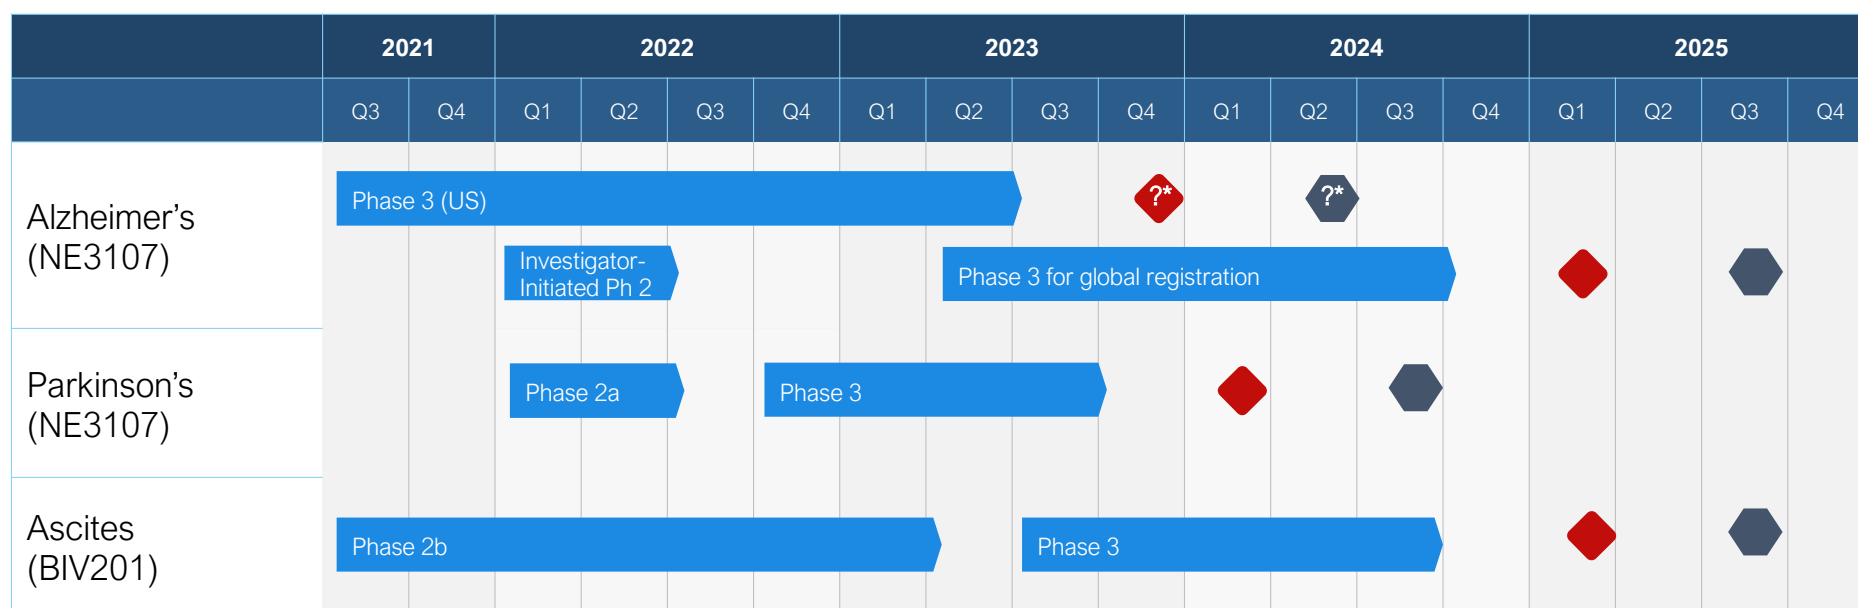 2021 2022 2023 2024 2025
Q3 Q4 Q1 Q2 Q3 Q4 Q1 Q2 Q3 Q4 Q1 Q2 Q3 Q4 Q1 Q2 Q3 Q4
Alzheimer’s
(NE3107)
Phase 3 (US)
?*
?*
Investigator-
Initiated Ph 2
Phase 3 for global registration
Parkinson’s
(NE3107)
Phase 2a
Phase 3
Ascites
(BIV201)
Phase 2b
Phase 3